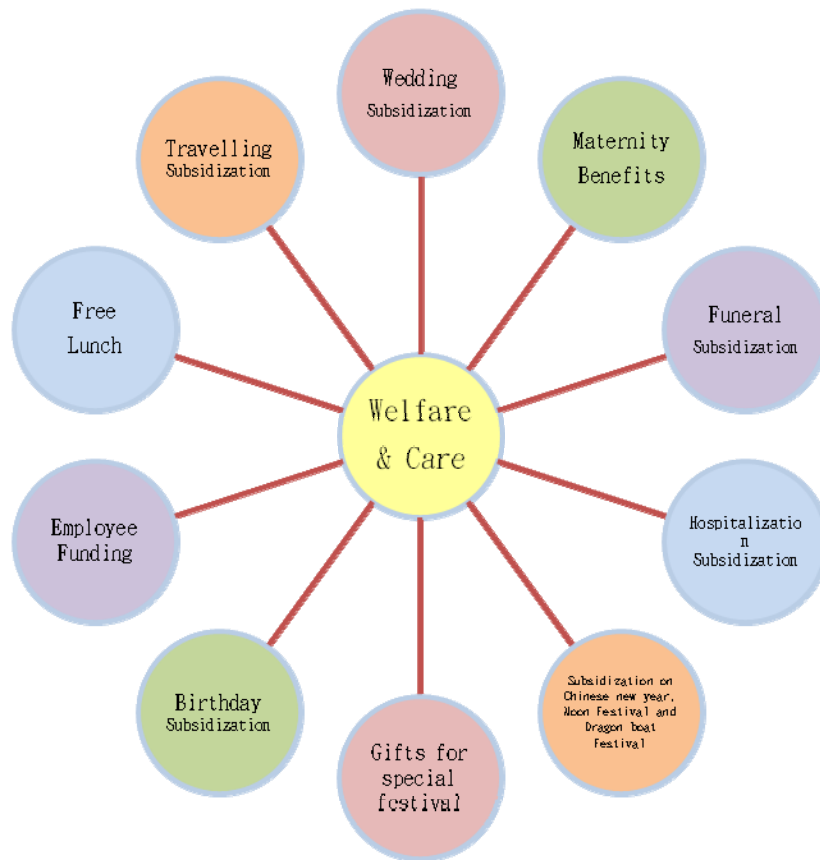 Wedding
Subsidization
Maternity
Benefits
Funeral
Subsidization
Hospitalizatio
n
Subsidization
Subsidization on
Chinese new year,
Moon Festival and
Dragon boat
Festival
Gifts for
special
festival
Birthday
Subsidization
Employee
Funding
Free
Lunch
Travelling
Subsidization
Welfare
& Care